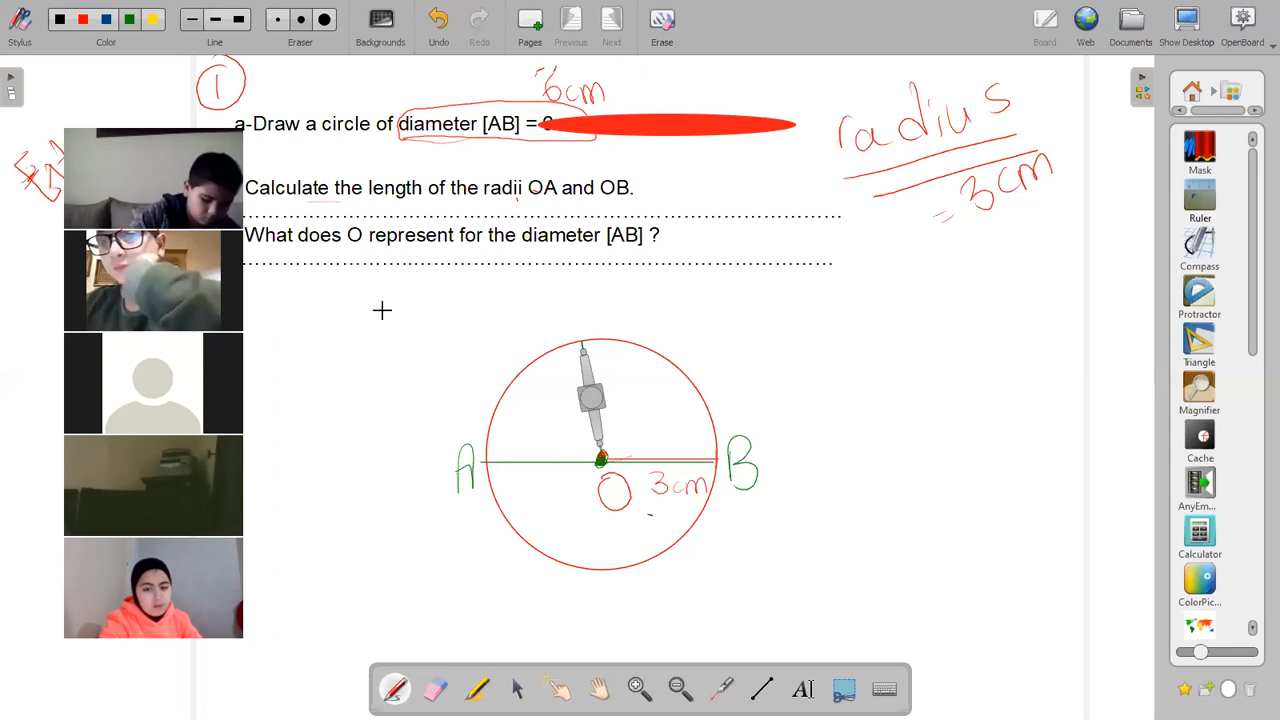 Stylus
Color
Line
Eraser
Backgrounds
Undo
Redo
Pages
Previous
Next
Erase
Board
Web
Documents
Show Desktop
OpenBoard
1
6cm
a-Draw a circle of diameter [AB] =
radius
= 3cm
Calculate the length of the radii OA and OB.
What does O represent for the diameter [AB] ?
A
B
O
3cm
Mask
Ruler
Compass
Protractor
Triangle
Magnifier
Cache
AnyEm...
Calculator
ColorPic...